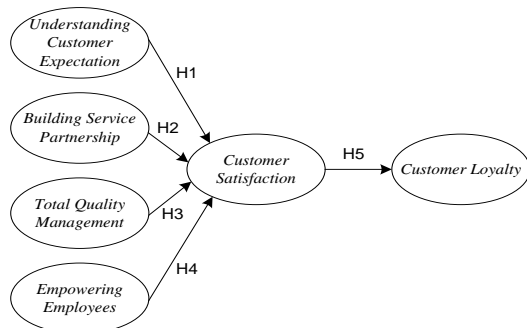 Understanding
Customer
Expectation
H1
Building Service
Partnership
H2
Customer
Satisfaction
H5
Customer Loyalty
Total Quality
Management
H3
H4
Empowering
Employees